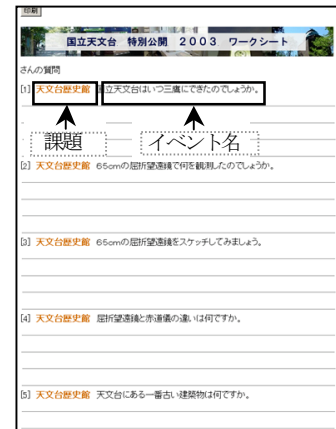 印刷
国立天文台 特別公開 2003 ワークシート
さんの質問
[1] 天文台歴史館 国立天文台はいつ三鷹にできたのでしょうか。
課題 イベント名
[2] 天文台歴史館 65cmの屈折望遠鏡で何を観測したのでしょうか。
[3] 天文台歴史館 65cmの屈折望遠鏡をスケッチしてみましょう。
[4] 天文台歴史館 屈折望遠鏡と赤道儀の違いは何ですか。
[5] 天文台歴史館 天文台にある一番古い建築物は何ですか。